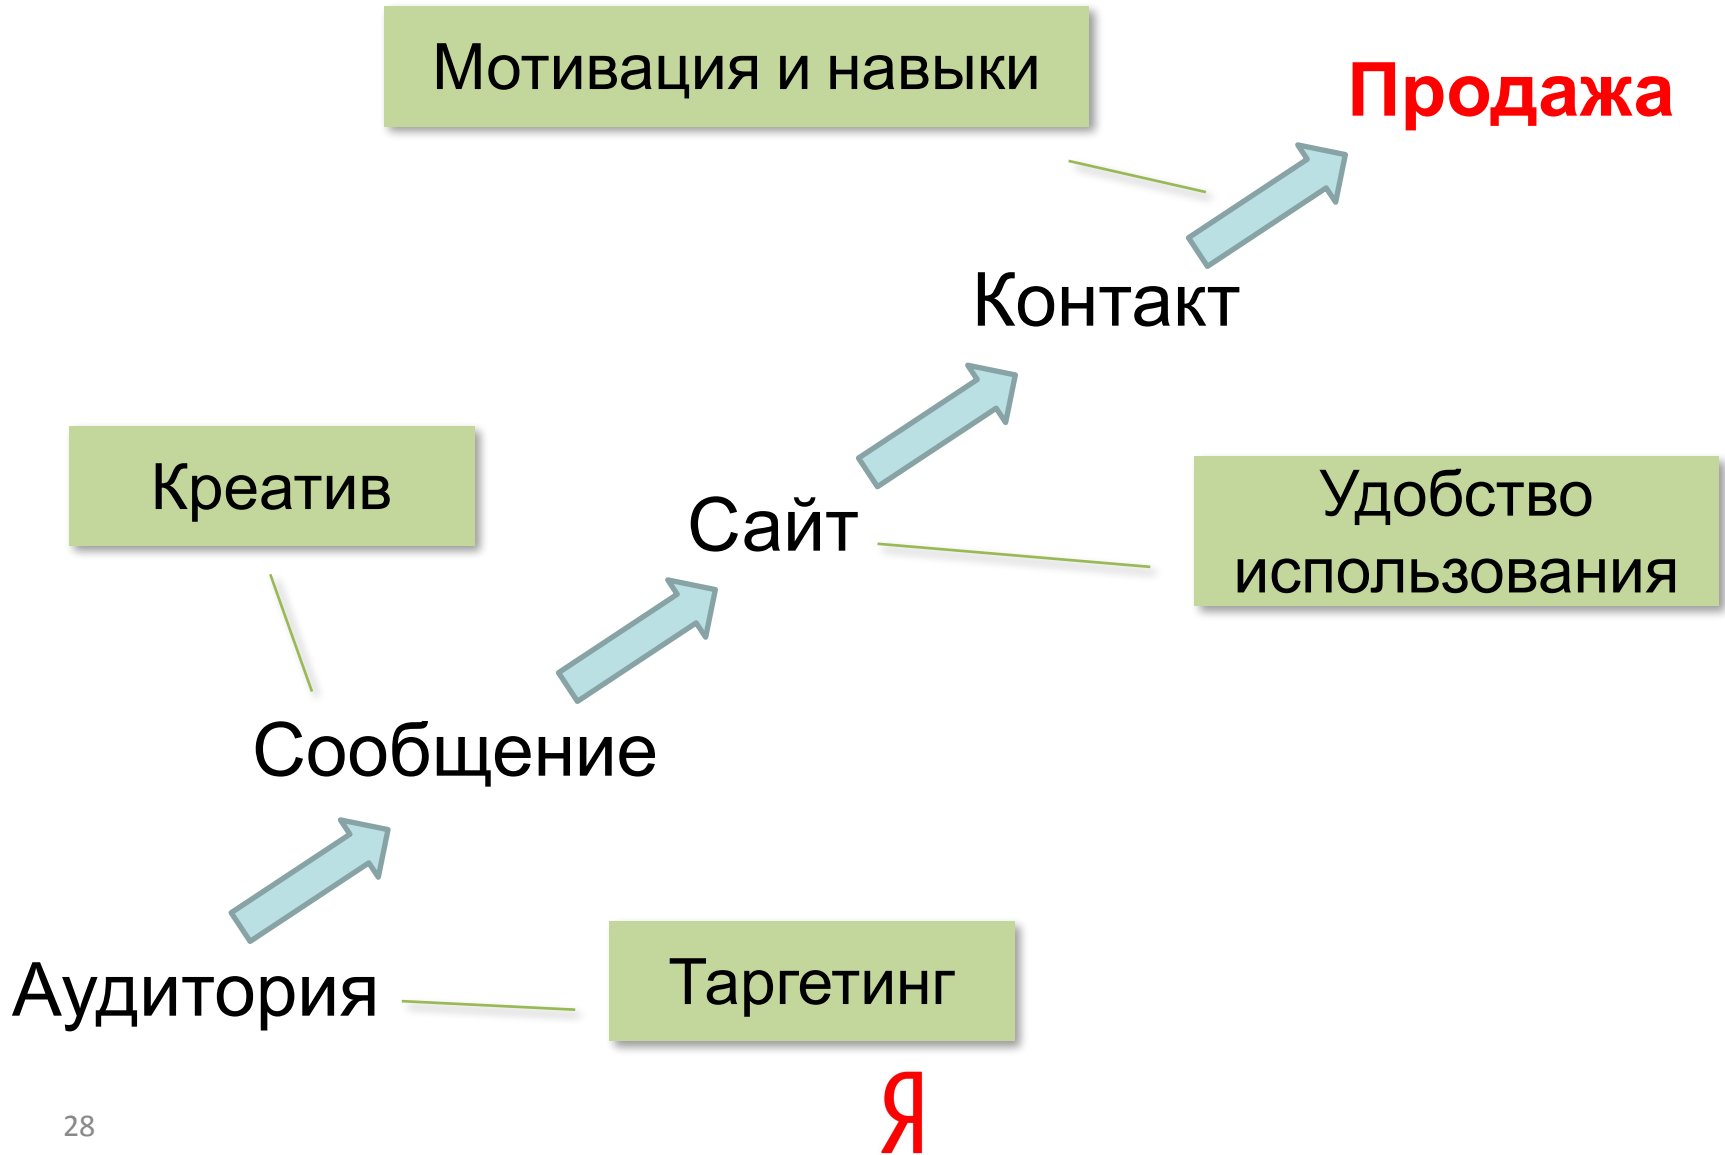 Мотивация и навыки
Продажа
Контакт
Креатив
Сайт
Удобство
использования
Сообщение
Аудитория
Таргетинг
Я
28